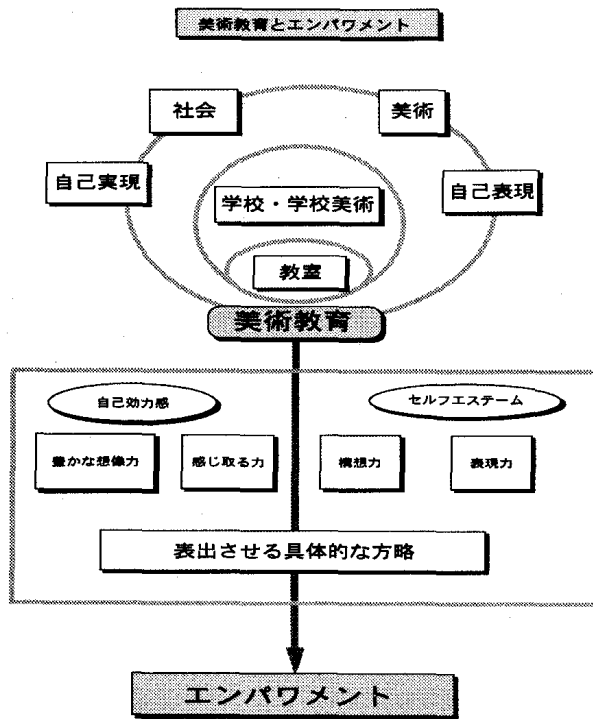 美術教育とエンパワメント
社会
美術
自己実現
自己表現
学校・学校美術
教室
美術教育
自己効力感
セルフエステーム
豊かな想像力
感じ取る力
構想力
表現力
表出させる具体的な方略
エンパワメント